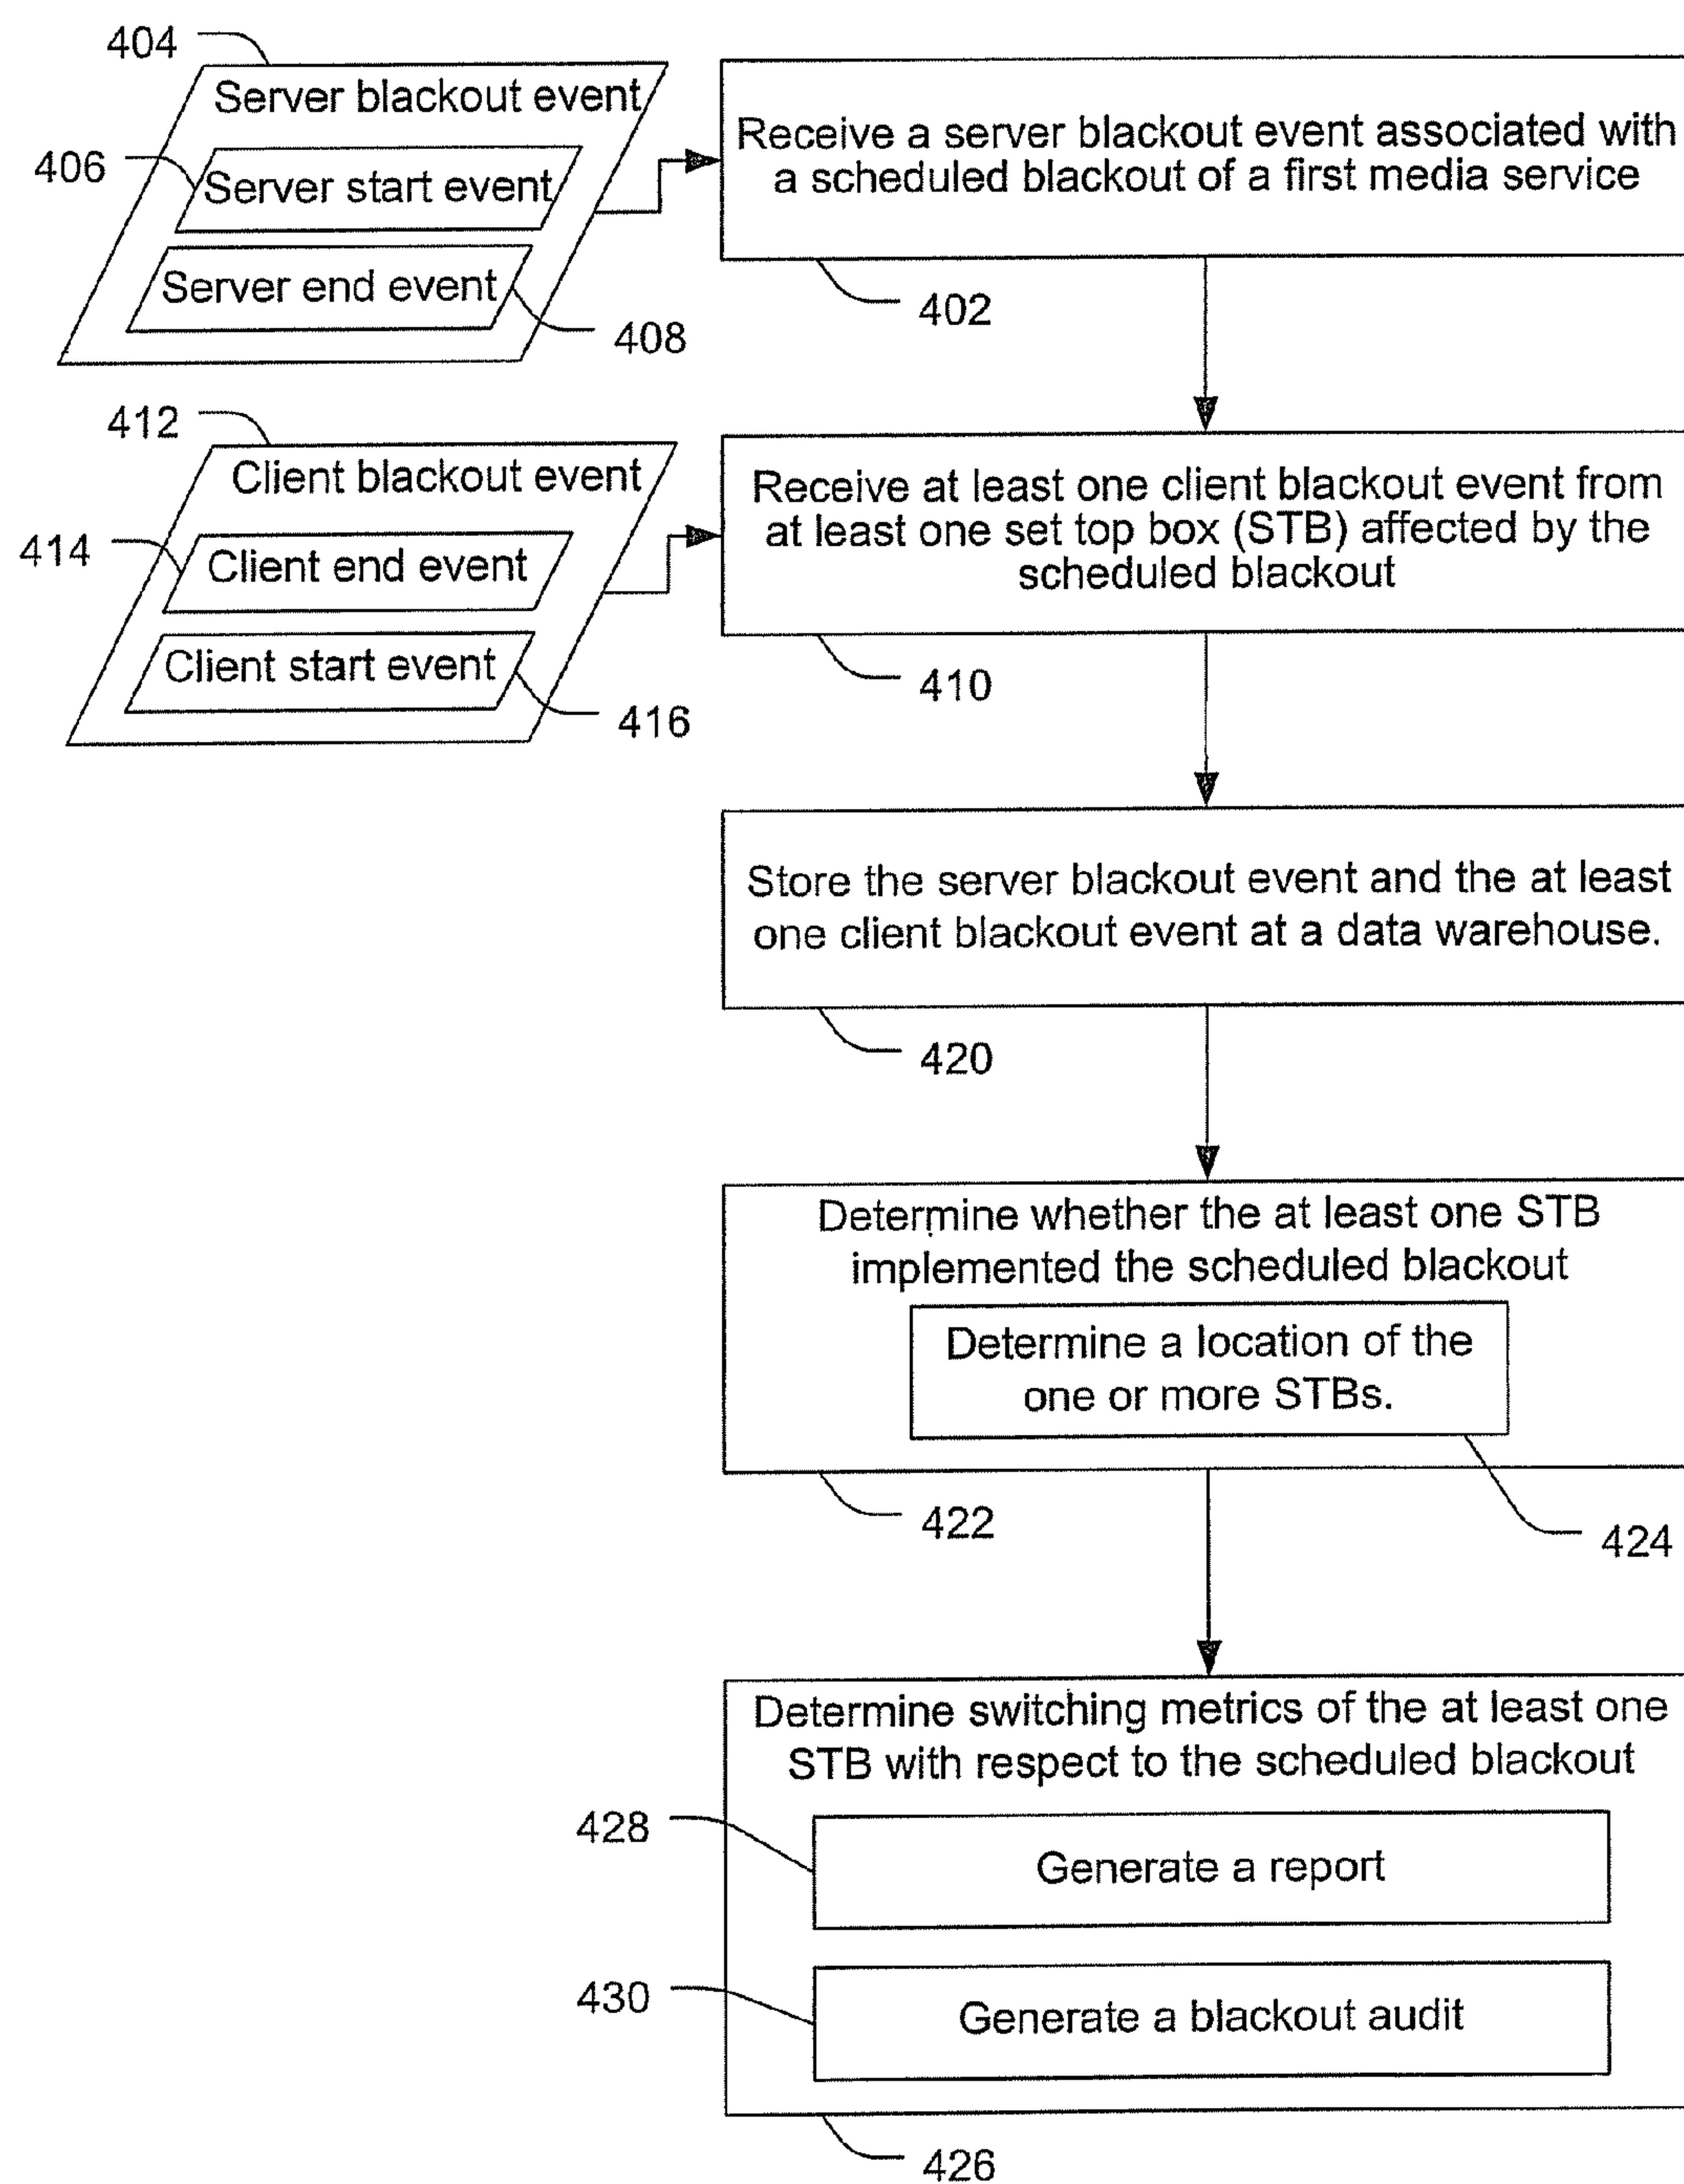 404
Server blackout event
406
Server start event
Server end event
408
Receive a server blackout event associated with
a scheduled blackout of a first media service
402
412
Client blackout event
414
Client end event
Client start event
416
Receive at least one client blackout event from
at least one set top box (STB) affected by the
scheduled blackout
410
Store the server blackout event and the at least
one client blackout event at a data warehouse.
420
Determine whether the at least one STB
implemented the scheduled blackout
Determine a location of the
one or more STBs.
422
424
Determine switching metrics of the at least one
STB with respect to the scheduled blackout
428
Generate a report
430
Generate a blackout audit
426